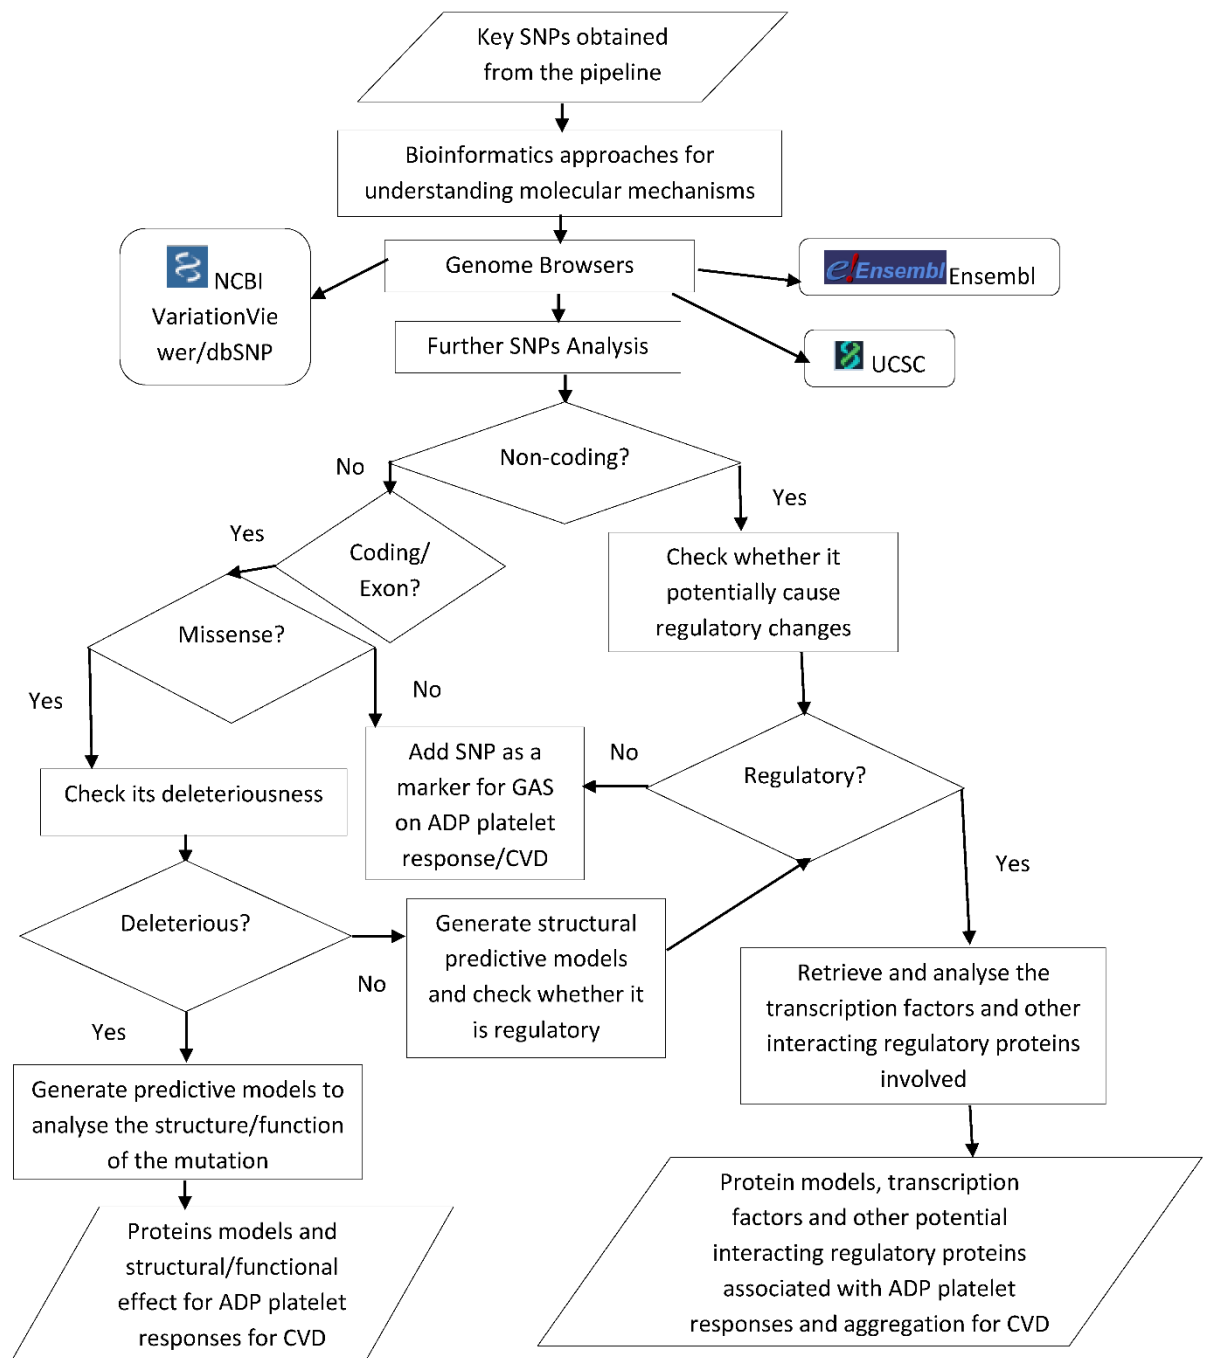 Key SNPs obtained
from the pipeline
Bioinformatics approaches for
understanding molecular mechanisms
Genome Browsers
NCBI
VariationVie
wer/dbSNP
e!Ensembl Ensembl
UCSC
Further SNPs Analysis
Non-coding?
No
Yes
Coding/
Exon?
Yes
Check whether it
potentially cause
regulatory changes
Missense?
Yes
No
Add SNP as a
marker for GAS
on ADP platelet
response/CVD
No
Regulatory?
Yes
Check its deleteriousness
Deleterious?
No
Yes
Generate structural
predictive models
and check whether it
is regulatory
Retrieve and analyse the
transcription factors and other
interacting regulatory proteins
involved
Generate predictive models to
analyse the structure/function
of the mutation
Proteins models and
structural/functional
effect for ADP platelet
responses for CVD
Protein models, transcription
factors and other potential
interacting regulatory proteins
associated with ADP platelet
responses and aggregation for CVD